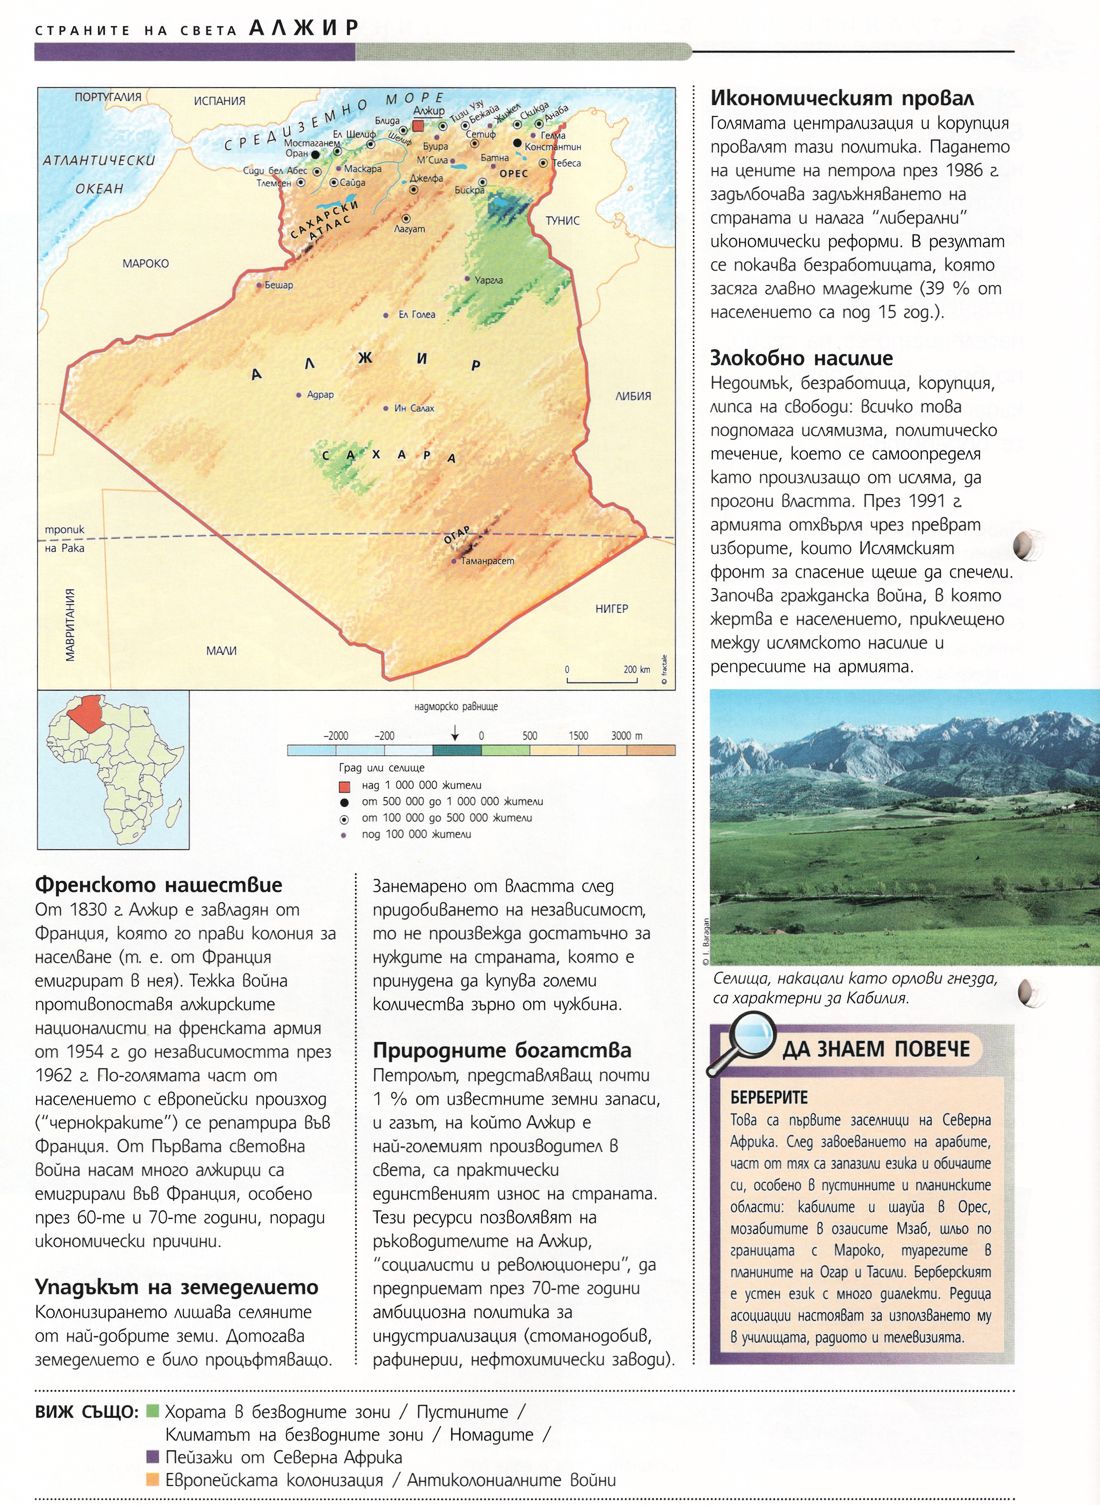 СТРАНИТЕ НА СВЕТА АЛЖИР
ПОРТУГАЛИЯ
ИСПАНИЯ
СРЕДИЗЕМНО МОРЕ
АТЛАНТИЧЕСКИ
ОКЕАН
Алжир
Блида
Тизи Узу
Бежайа
Жижел
Скикда
Анаба
Ел Шелиф
Шелиф
Мостаганем
Оран
Буира
Сетиф
Гелма
Константин
М'Сила
Батна
Тебеса
Сиди бел Абес
Маскара
ОРЕС
Тлемсен
Сайда
Джелфа
Бискра
САХАРСКИ
АТЛАС
Лагуат
ТУНИС
МАРОКО
Бешар
Уаргла
Ел Голеа
АЛЖИР
Адрар
Ин Салах
ЛИБИЯ
САХАРА
тропик
на Рака
ОГАР
Таманрасет
МАВРИТАНИЯ
МАЛИ
НИГЕР
0 200 km
© fractale
надморско равнище
–2000 –200 0 500 1500 3000 m
Град или селище
над 1 000 000 жители
от 500 000 до 1 000 000 жители
от 100 000 до 500 000 жители
под 100 000 жители
Френското нашествие
От 1830 г. Алжир е завладян от
Франция, която го прави колония за
населване (т. е. от Франция
емигрират в нея). Тежка война
противопоставя алжирските
националисти на френската армия
от 1954 г. до независимостта през
1962 г. По-голямата част от
населението с европейски произход
("чернокраките") се репатрира във
Франция. От Първата световна
война насам много алжирци са
емигрирали във Франция, особено
през 60-те и 70-те години, поради
икономически причини.
Упадъкът на земеделието
Колонизирането лишава селяните
от най-добрите земи. Дотогава
земеделието е било процъфтяващо.
Занемарено от властта след
придобиването на независимост,
то не произвежда достатъчно за
нуждите на страната, която е
принудена да купува големи
количества зърно от чужбина.
Природните богатства
Петролът, представляващ почти
1 % от известните земни запаси,
и газът, на който Алжир е
най-големият производител в
света, са практически
единственият износ на страната.
Тези ресурси позволявят на
ръководителите на Алжир,
"социалисти и революционери", да
предприемат през 70-те години
амбициозна политика за
индустриализация (стоманодобив,
рафинерии, нефтохимически заводи).
Икономическият провал
Голямата централизация и корупция
провалят тази политика. Падането
на цените на петрола през 1986 г.
задълбочава задлъжняването на
страната и налага "либерални"
икономически реформи. В резултат
се покачва безработицата, която
засяга главно младежите (39 % от
населението са под 15 год.).
Злокобно насилие
Недоимък, безработица, корупция,
липса на свободи: всичко това
подпомага ислямизма, политическо
течение, което се самоопределя
като произлизащо от исляма, да
прогони властта. През 1991 г.
армията отхвърля чрез преврат
изборите, които Ислямският
фронт за спасение щеше да спечели.
Започва гражданска война, в която
жертва е населението, приклещено
между ислямското насилие и
репресиите на армията.
© I. Baragan
Селища, накацали като орлови гнезда,
са характерни за Кабилия.
ДА ЗНАЕМ ПОВЕЧЕ
БЕРБЕРИТЕ
Това са първите заселници на Северна
Африка. След завоеванието на арабите,
част от тях са запазили езика и обичаите
си, особено в пустинните и планинските
области: кабилите и шауйа в Орес,
мозабитите в озаисите Мзаб, шльо по
границата с Мароко, туарегите в
планините на Огар и Тасили. Берберският
е устен език с много диалекти. Редица
асоциации настояват за използването му
в училищата, радиото и телевизията.
ВИЖ СЪЩО: Хората в безводните зони / Пустините /
Климатът на безводните зони / Номадите /
Пейзажи от Северна Африка
Европейската колонизация / Антиколониалните войни